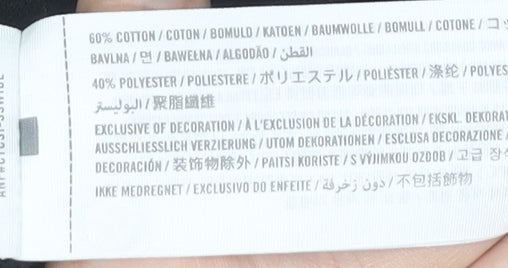 60% COTTON / COTON / BOMULD / KATOEN / BAUMWOLLE / BOMULL / COTONE / コッ
BAVLNA / 면 / BAWEŁNA / ALGODÃO / القطن
40% POLYESTER / POLIESTERE / ポリエステル / POLIÉSTER / 涤纶 / POLYES
البوليستر / 聚脂纖維
EXCLUSIVE OF DECORATION / À L'EXCLUSION DE LA DÉCORATION / EKSKL. DEKORAT
AUSSCHLIESSLICH VERZIERUNG / UTOM DEKORATIONEN / ESCLUSA DECORAZIONE /
DECORACIÓN / 装饰物除外 / PAITSI KORISTE / S VÝJIMKOU OZDOB / 고급 장식
IKKE MEDREGNET / EXCLUSIVO DO ENFEITE / دون زخرفة / 不包括飾物